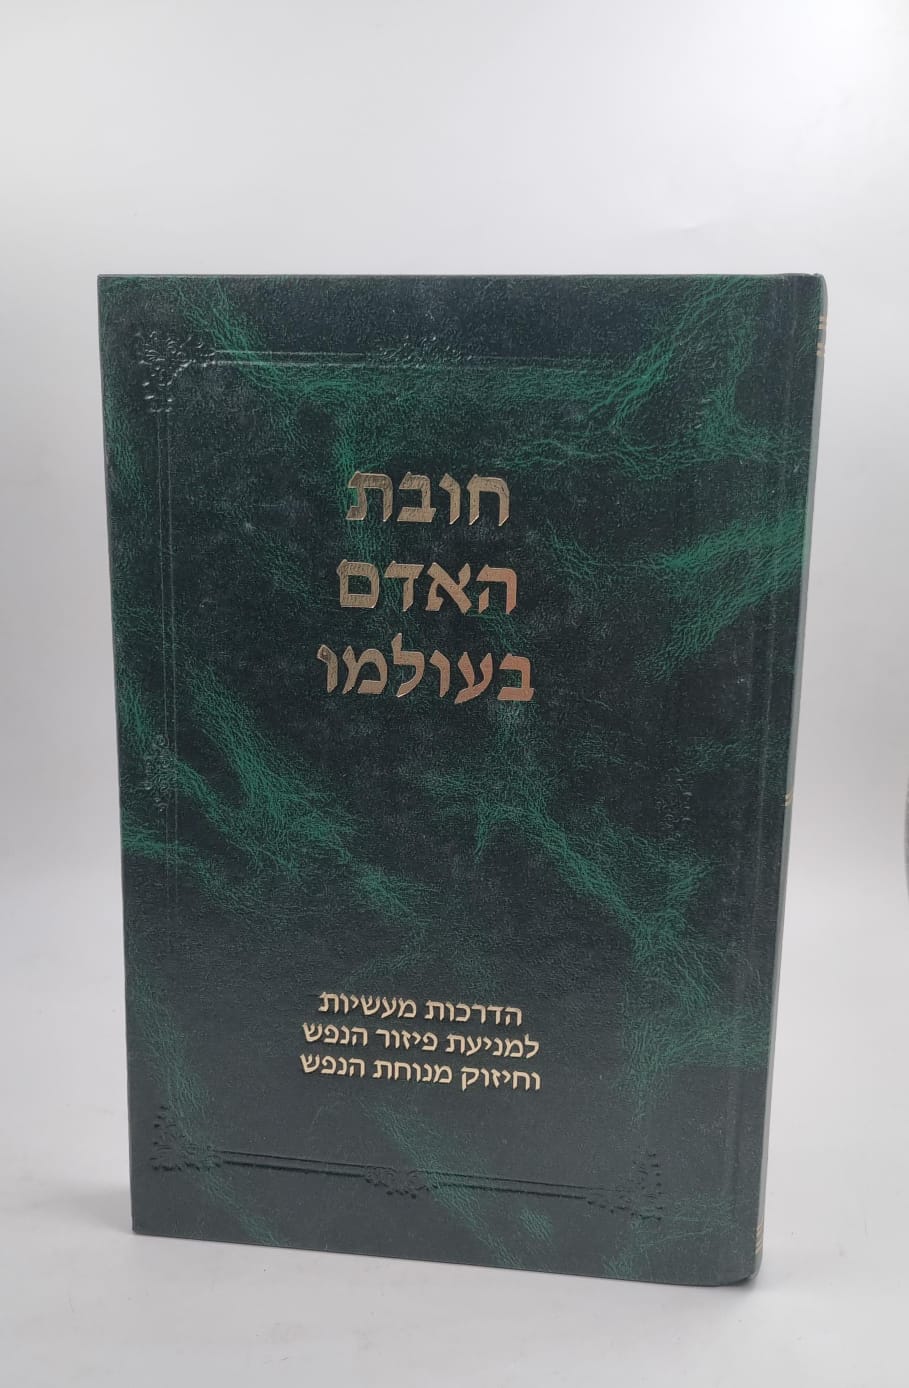 חובת
האדם
בעולמו
הדרכות מעשיות
למניעת פיזור הנפש
וחיזוק מנוחת הנפש